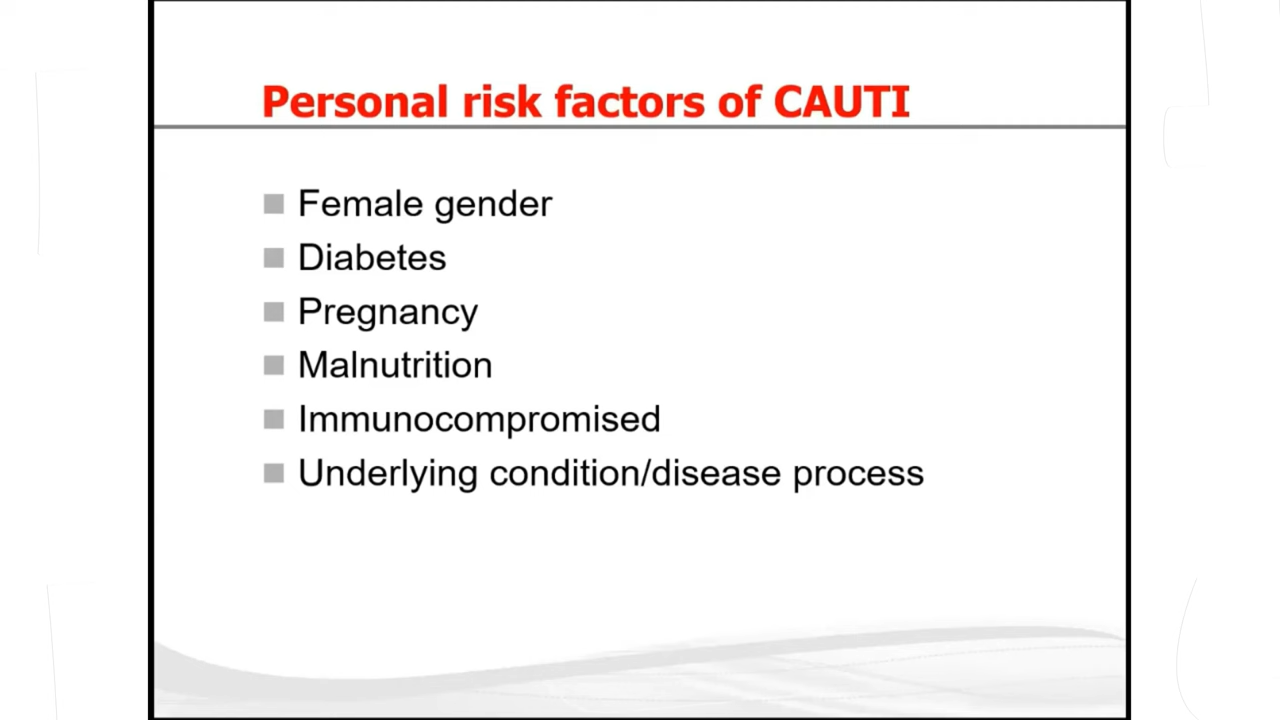 Personal risk factors of CAUTI
Female gender
Diabetes
Pregnancy
Malnutrition
Immunocompromised
Underlying condition/disease process